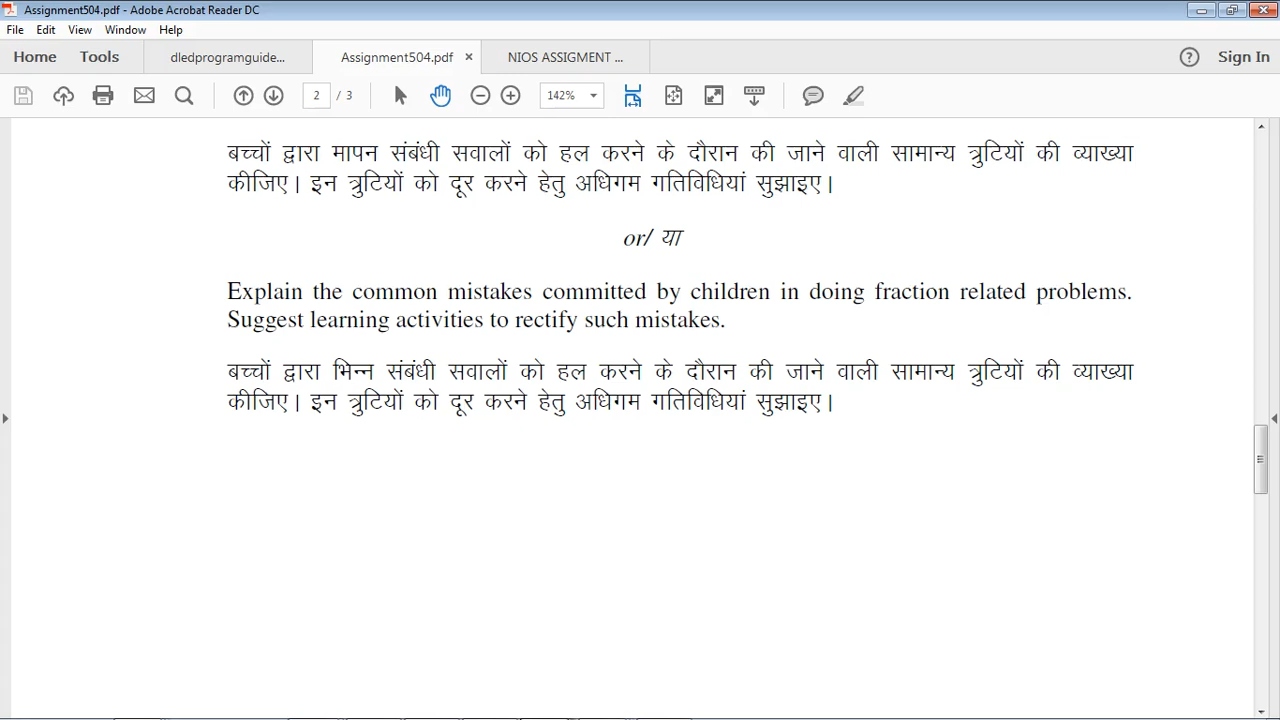 Assignment504.pdf - Adobe Acrobat Reader DC
File Edit View Window Help
Home Tools dledprogramguide... Assignment504.pdf × NIOS ASSIGMENT ... ? Sign In
2 / 3 142%
बच्चों द्वारा मापन संबंधी सवालों को हल करने के दौरान की जाने वाली सामान्य त्रुटियों की व्याख्या
कीजिए। इन त्रुटियों को दूर करने हेतु अधिगम गतिविधियां सुझाइए।
or/ या
Explain the common mistakes committed by children in doing fraction related problems.
Suggest learning activities to rectify such mistakes.
बच्चों द्वारा भिन्न संबंधी सवालों को हल करने के दौरान की जाने वाली सामान्य त्रुटियों की व्याख्या
कीजिए। इन त्रुटियों को दूर करने हेतु अधिगम गतिविधियां सुझाइए।